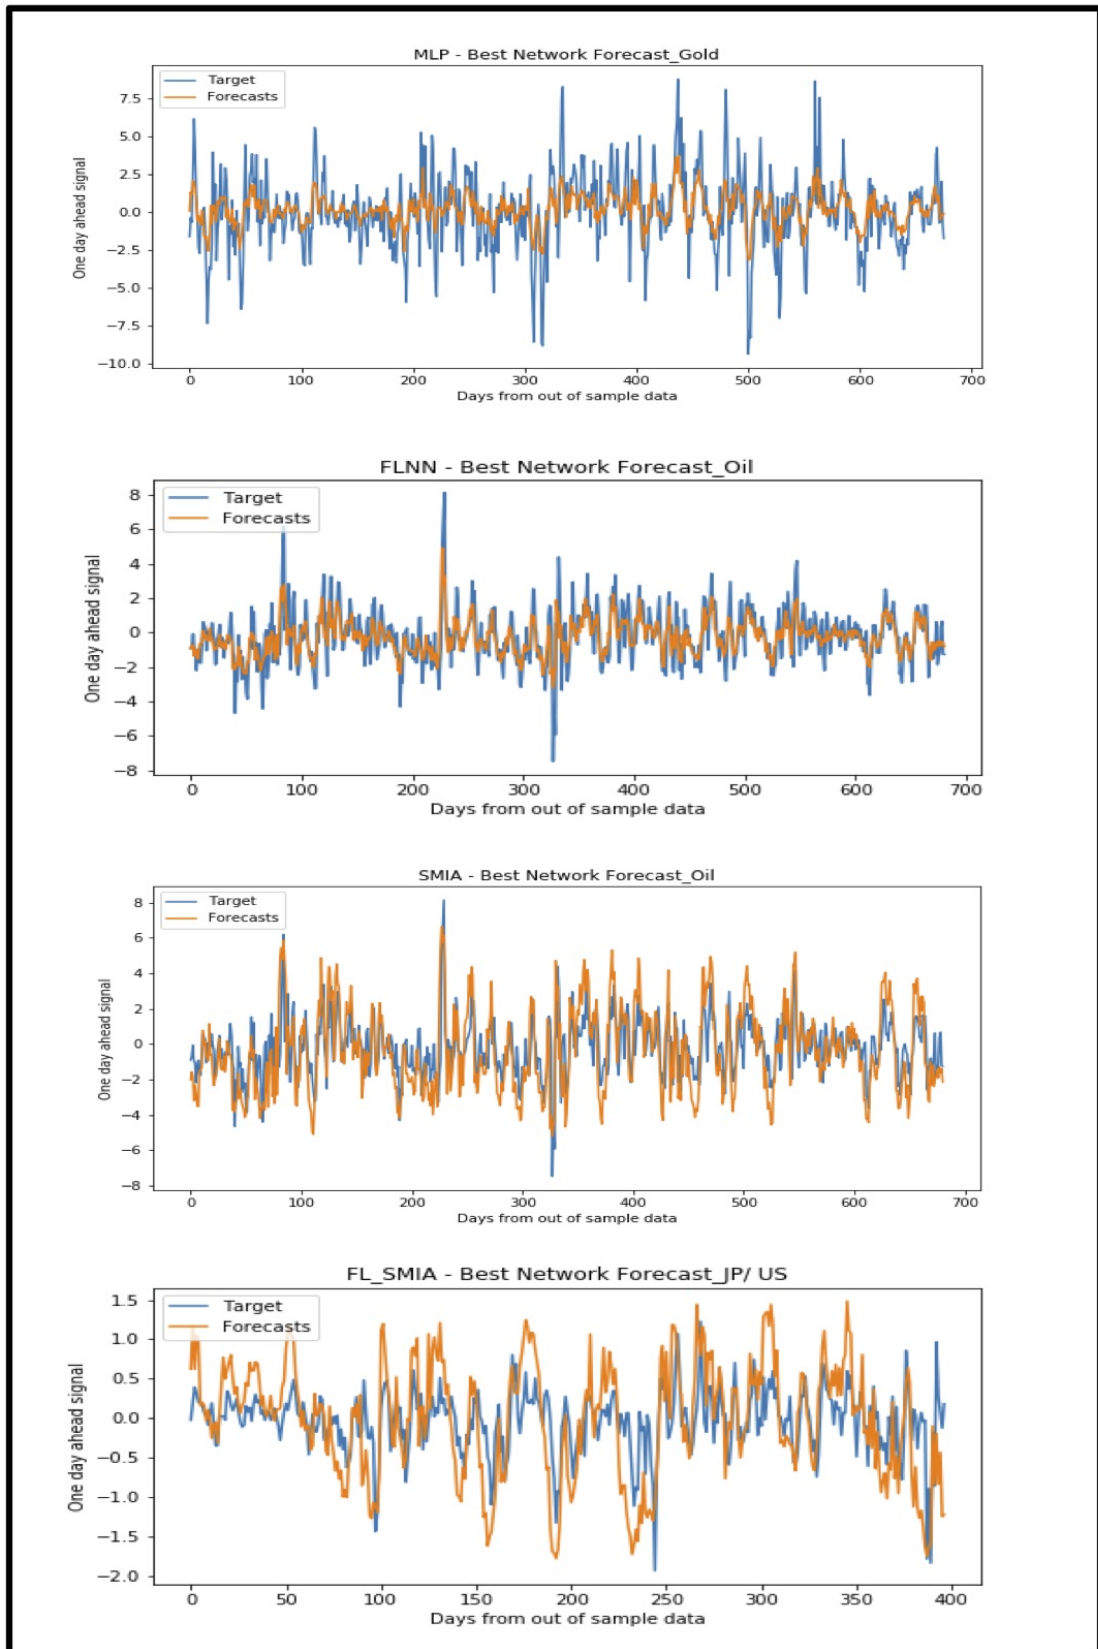 MLP - Best Network Forecast_Gold
Target
Forecasts
7.5
5.0
2.5
0.0
−2.5
−5.0
−7.5
−10.0
One day ahead signal
0 100 200 300 400 500 600 700
Days from out of sample data
FLNN - Best Network Forecast_Oil
Target
Forecasts
8
6
4
2
0
−2
−4
−6
−8
One day ahead signal
0 100 200 300 400 500 600 700
Days from out of sample data
SMIA - Best Network Forecast_Oil
Target
Forecasts
8
6
4
2
0
−2
−4
−6
−8
One day ahead signal
0 100 200 300 400 500 600 700
Days from out of sample data
FL_SMIA - Best Network Forecast_JP/ US
Target
Forecasts
1.5
1.0
0.5
0.0
−0.5
−1.0
−1.5
−2.0
One day ahead signal
0 50 100 150 200 250 300 350 400
Days from out of sample data